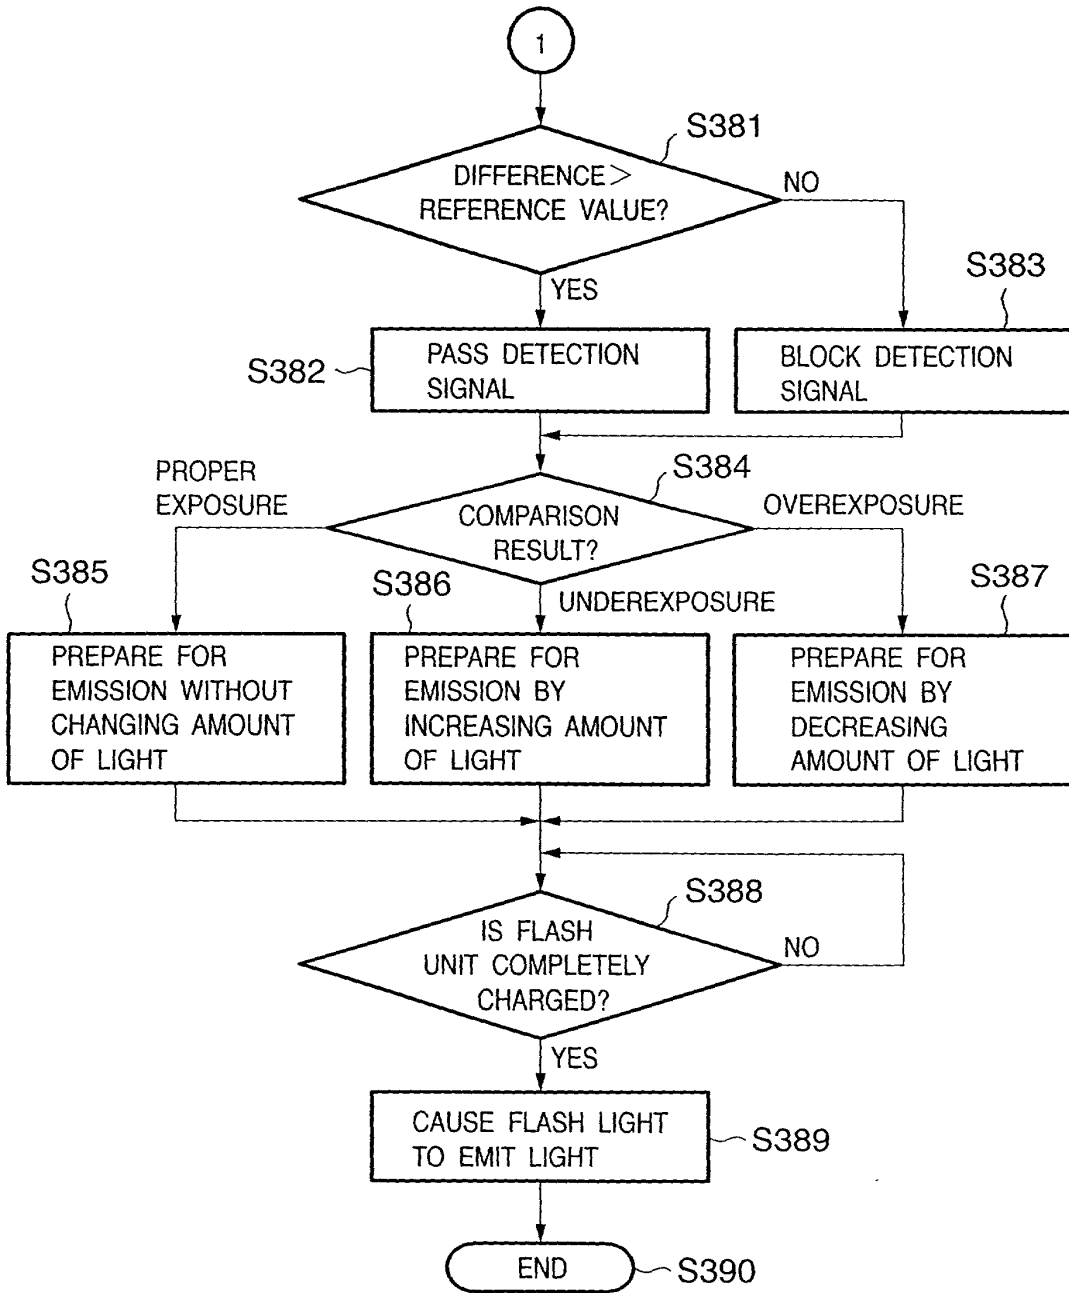 1
S381
DIFFERENCE>
REFERENCE VALUE?
NO
YES
S383
S382
PASS DETECTION
SIGNAL
BLOCK DETECTION
SIGNAL
S384
PROPER
EXPOSURE
COMPARISON
RESULT?
OVEREXPOSURE
S385
S386
UNDEREXPOSURE
S387
PREPARE FOR
EMISSION WITHOUT
CHANGING AMOUNT
OF LIGHT
PREPARE FOR
EMISSION BY
INCREASING AMOUNT
OF LIGHT
PREPARE FOR
EMISSION BY
DECREASING
AMOUNT OF LIGHT
S388
IS FLASH
UNIT COMPLETELY
CHARGED?
NO
YES
CAUSE FLASH LIGHT
TO EMIT LIGHT
S389
END
S390